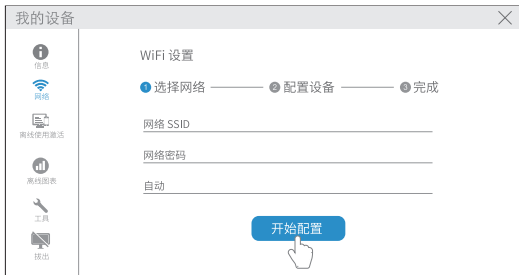 我的设备
信息
网络
离线使用激活
离线图表
工具
拔出
WiFi 设置
1 选择网络 2 配置设备 3 完成
网络 SSID
网络密码
自动
开始配置